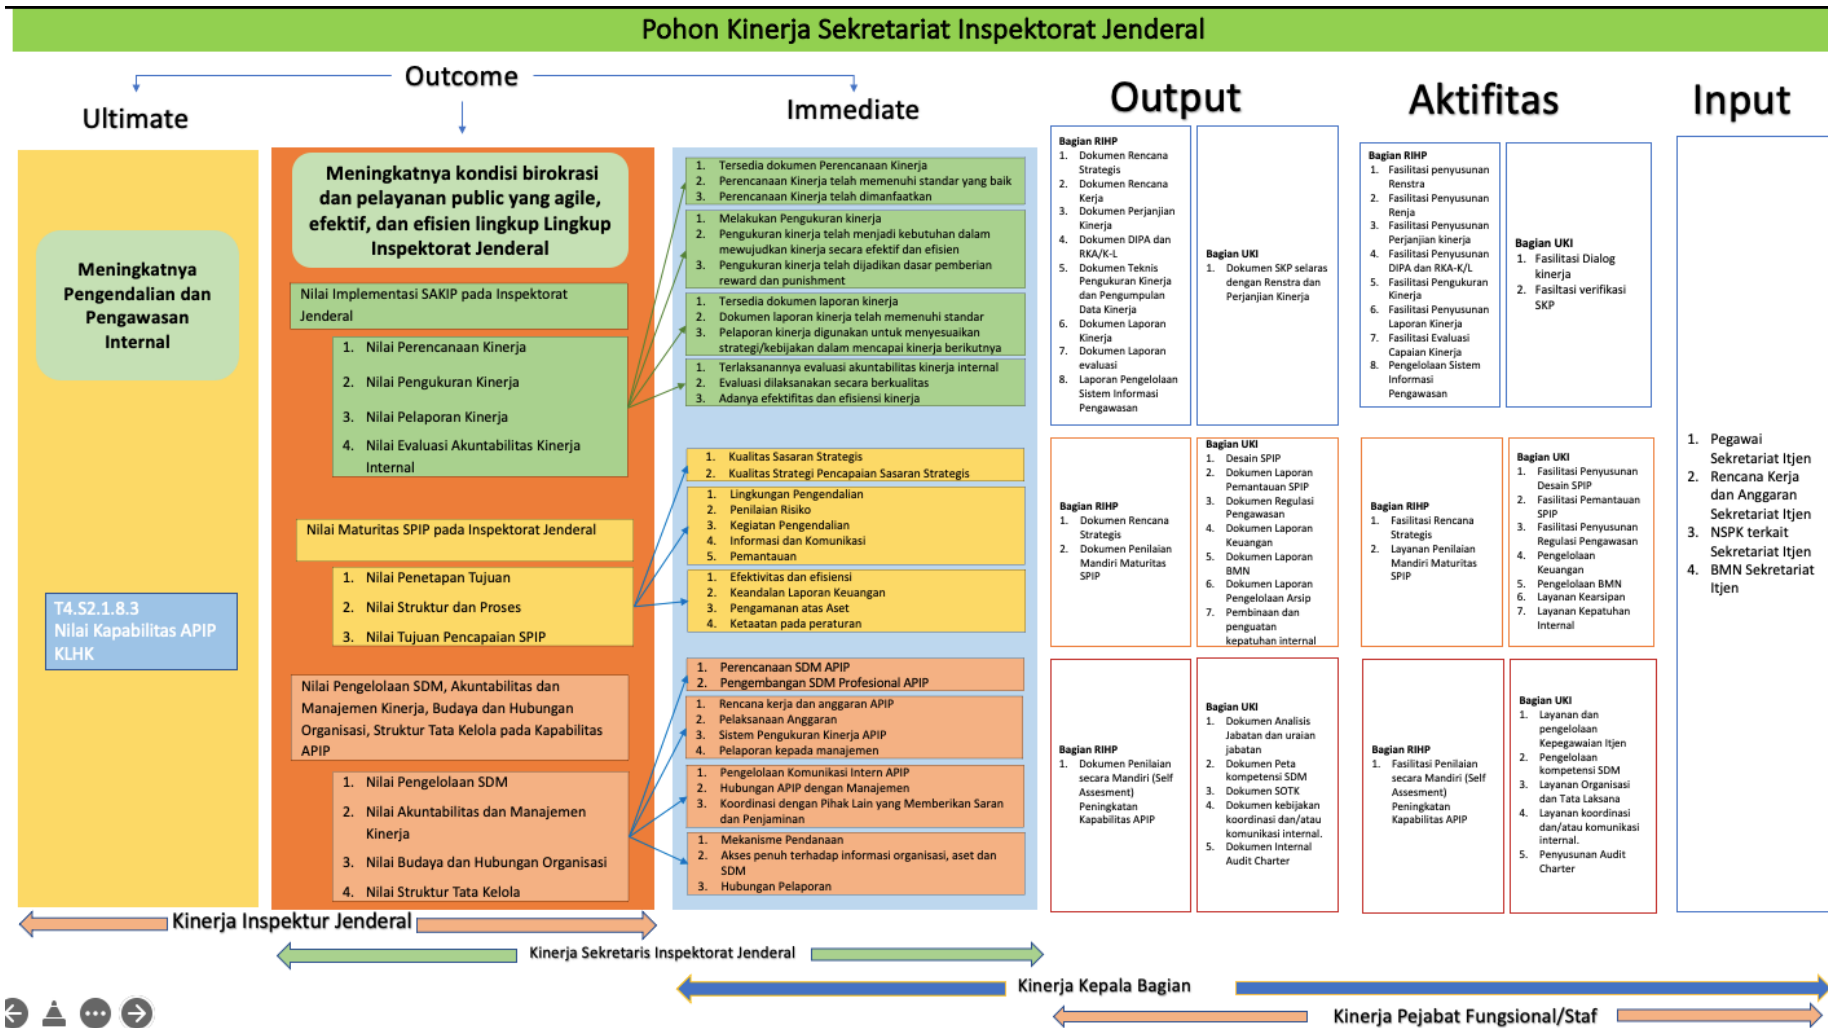 Pohon Kinerja Sekretariat Inspektorat Jenderal
Outcome
Ultimate
Immediate
Output
Aktifitas
Input
Meningkatnya
Pengendalian dan
Pengawasan
Internal
T4.S2.1.8.3
Nilai Kapabilitas APIP
KLHK
Meningkatnya kondisi birokrasi
dan pelayanan public yang agile,
efektif, dan efisien lingkup Lingkup
Inspektorat Jenderal
Nilai Implementasi SAKIP pada Inspektorat
Jenderal
1. Nilai Perencanaan Kinerja
2. Nilai Pengukuran Kinerja
3. Nilai Pelaporan Kinerja
4. Nilai Evaluasi Akuntabilitas Kinerja
Internal
Nilai Maturitas SPIP pada Inspektorat Jenderal
1. Nilai Penetapan Tujuan
2. Nilai Struktur dan Proses
3. Nilai Tujuan Pencapaian SPIP
Nilai Pengelolaan SDM, Akuntabilitas dan
Manajemen Kinerja, Budaya dan Hubungan
Organisasi, Struktur Tata Kelola pada Kapabilitas
APIP
1. Nilai Pengelolaan SDM
2. Nilai Akuntabilitas dan Manajemen
Kinerja
3. Nilai Budaya dan Hubungan Organisasi
4. Nilai Struktur Tata Kelola
1. Tersedia dokumen Perencanaan Kinerja
2. Perencanaan Kinerja telah memenuhi standar yang baik
3. Perencanaan Kinerja telah dimanfaatkan
1. Melakukan Pengukuran kinerja
2. Pengukuran kinerja telah menjadi kebutuhan dalam
mewujudkan kinerja secara efektif dan efisien
3. Pengukuran kinerja telah dijadikan dasar pemberian
reward dan punishment
1. Tersedia dokumen laporan kinerja
2. Dokumen laporan kinerja telah memenuhi standar
3. Pelaporan kinerja digunakan untuk menyesuaikan
strategi/kebijakan dalam mencapai kinerja berikutnya
1. Terlaksanannya evaluasi akuntabilitas kinerja internal
2. Evaluasi dilaksanakan secara berkualitas
3. Adanya efektifitas dan efisiensi kinerja
1. Kualitas Sasaran Strategis
2. Kualitas Strategi Pencapaian Sasaran Strategis
1. Lingkungan Pengendalian
2. Penilaian Risiko
3. Kegiatan Pengendalian
4. Informasi dan Komunikasi
5. Pemantauan
1. Efektivitas dan efisiensi
2. Keandalan Laporan Keuangan
3. Pengamanan atas Aset
4. Ketaatan pada peraturan
1. Perencanaan SDM APIP
2. Pengembangan SDM Profesional APIP
1. Rencana kerja dan anggaran APIP
2. Pelaksanaan Anggaran
3. Sistem Pengukuran Kinerja APIP
4. Pelaporan kepada manajemen
1. Pengelolaan Komunikasi Intern APIP
2. Hubungan APIP dengan Manajemen
3. Koordinasi dengan Pihak Lain yang Memberikan Saran
dan Penjaminan
1. Mekanisme Pendanaan
2. Akses penuh terhadap informasi organisasi, aset dan
SDM
3. Hubungan Pelaporan
Bagian RIHP
1. Dokumen Rencana
Strategis
2. Dokumen Rencana
Kerja
3. Dokumen Perjanjian
Kinerja
4. Dokumen DIPA dan
RKA/K-L
5. Dokumen Teknis
Pengukuran Kinerja
dan Pengumpulan
Data Kinerja
6. Dokumen Laporan
Kinerja
7. Dokumen Laporan
evaluasi
8. Laporan Pengelolaan
Sistem Informasi
Pengawasan
Bagian UKI
1. Dokumen SKP selaras
dengan Renstra dan
Perjanjian Kinerja
Bagian RIHP
1. Dokumen Rencana
Strategis
2. Dokumen Penilaian
Mandiri Maturitas
SPIP
Bagian UKI
1. Desain SPIP
2. Dokumen Laporan
Pemantauan SPIP
3. Dokumen Regulasi
Pengawasan
4. Dokumen Laporan
Keuangan
5. Dokumen Laporan
BMN
6. Dokumen Laporan
Pengelolaan Arsip
7. Pembinaan dan
penguatan
kepatuhan internal
Bagian RIHP
1. Dokumen Penilaian
secara Mandiri (Self
Assesment)
Peningkatan
Kapabilitas APIP
Bagian UKI
1. Dokumen Analisis
Jabatan dan uraian
jabatan
2. Dokumen Peta
kompetensi SDM
3. Dokumen SOTK
4. Dokumen kebijakan
koordinasi dan/atau
komunikasi internal.
5. Dokumen Internal
Audit Charter
Bagian RIHP
1. Fasilitasi penyusunan
Renstra
2. Fasilitasi Penyusunan
Renja
3. Fasilitasi Penyusunan
Perjanjian kinerja
4. Fasilitasi Penyusunan
DIPA dan RKA-K/L
5. Fasilitasi Pengukuran
Kinerja
6. Fasilitasi Penyusunan
Laporan Kinerja
7. Fasilitasi Evaluasi
Capaian Kinerja
8. Pengelolaan Sistem
Informasi
Pengawasan
Bagian UKI
1. Fasilitasi Dialog
kinerja
2. Fasiltasi verifikasi
SKP
Bagian RIHP
1. Fasilitasi Rencana
Strategis
2. Layanan Penilaian
Mandiri Maturitas
SPIP
Bagian UKI
1. Fasilitasi Penyusunan
Desain SPIP
2. Fasilitasi Pemantauan
SPIP
3. Fasilitasi Penyusunan
Regulasi Pengawasan
4. Pengelolaan
Keuangan
5. Pengelolaan BMN
6. Layanan Kearsipan
7. Layanan Kepatuhan
Internal
Bagian RIHP
1. Fasilitasi Penilaian
secara Mandiri (Self
Assesment)
Peningkatan
Kapabilitas APIP
Bagian UKI
1. Layanan dan
pengelolaan
Kepegawaian Itjen
2. Pengelolaan
kompetensi SDM
3. Layanan Organisasi
dan Tata Laksana
4. Layanan koordinasi
dan/atau komunikasi
internal.
5. Penyusunan Audit
Charter
1. Pegawai
Sekretariat Itjen
2. Rencana Kerja
dan Anggaran
Sekretariat Itjen
3. NSPK terkait
Sekretariat Itjen
4. BMN Sekretariat
Itjen
Kinerja Inspektur Jenderal
Kinerja Sekretaris Inspektorat Jenderal
Kinerja Kepala Bagian
Kinerja Pejabat Fungsional/Staf